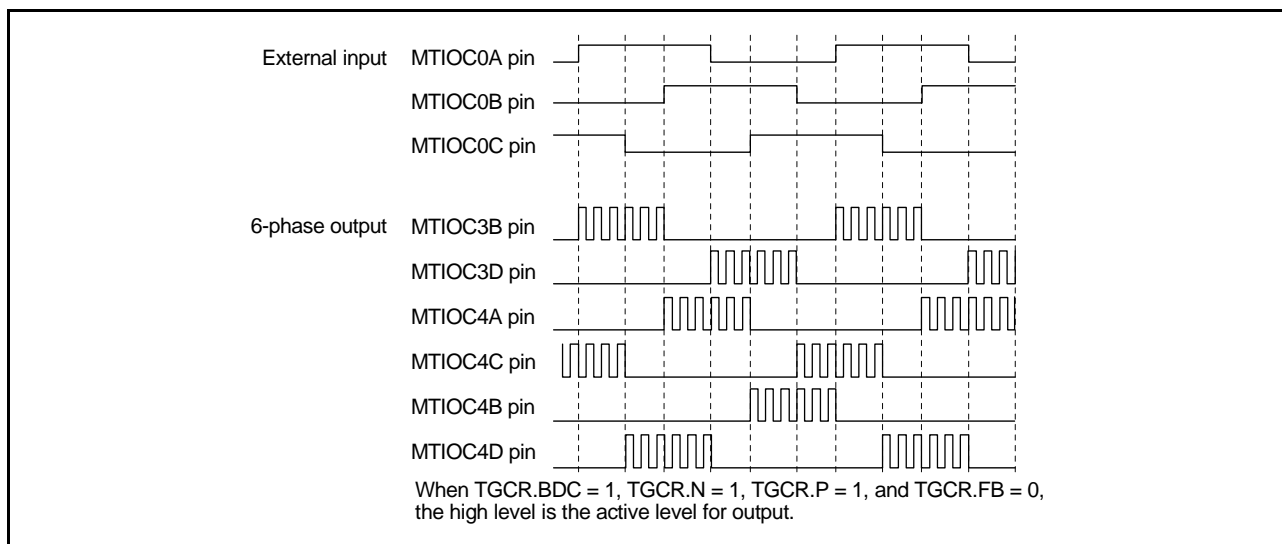 External input MTIOC0A pin
MTIOC0B pin
MTIOC0C pin
6-phase output MTIOC3B pin
MTIOC3D pin
MTIOC4A pin
MTIOC4C pin
MTIOC4B pin
MTIOC4D pin
When TGCR.BDC = 1, TGCR.N = 1, TGCR.P = 1, and TGCR.FB = 0,
the high level is the active level for output.